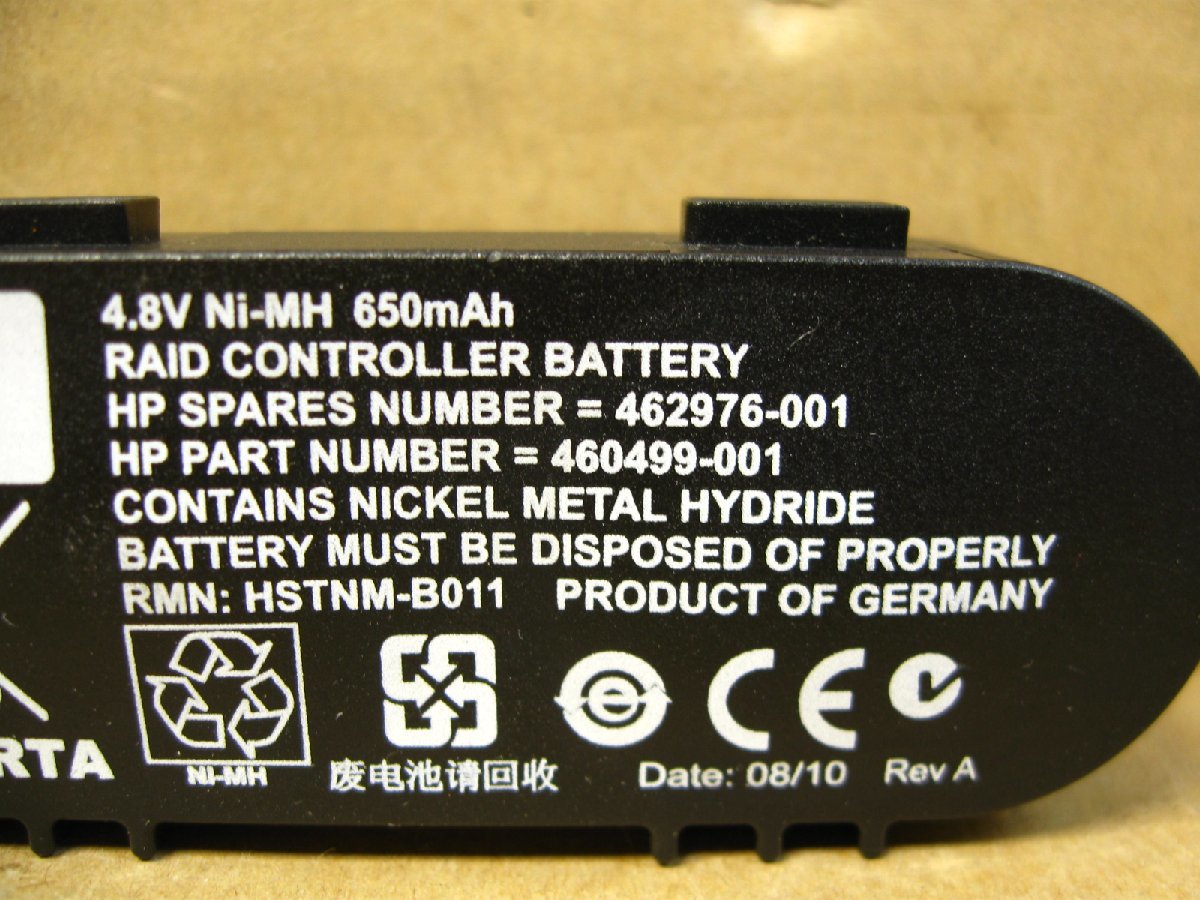 4.8V Ni-MH 650mAh
RAID CONTROLLER BATTERY
HP SPARES NUMBER = 462976-001
HP PART NUMBER = 460499-001
CONTAINS NICKEL METAL HYDRIDE
BATTERY MUST BE DISPOSED OF PROPERLY
RMN: HSTNM-B011 PRODUCT OF GERMANY
RTA
NI-MH
废电池请回收
Date: 08/10 Rev A